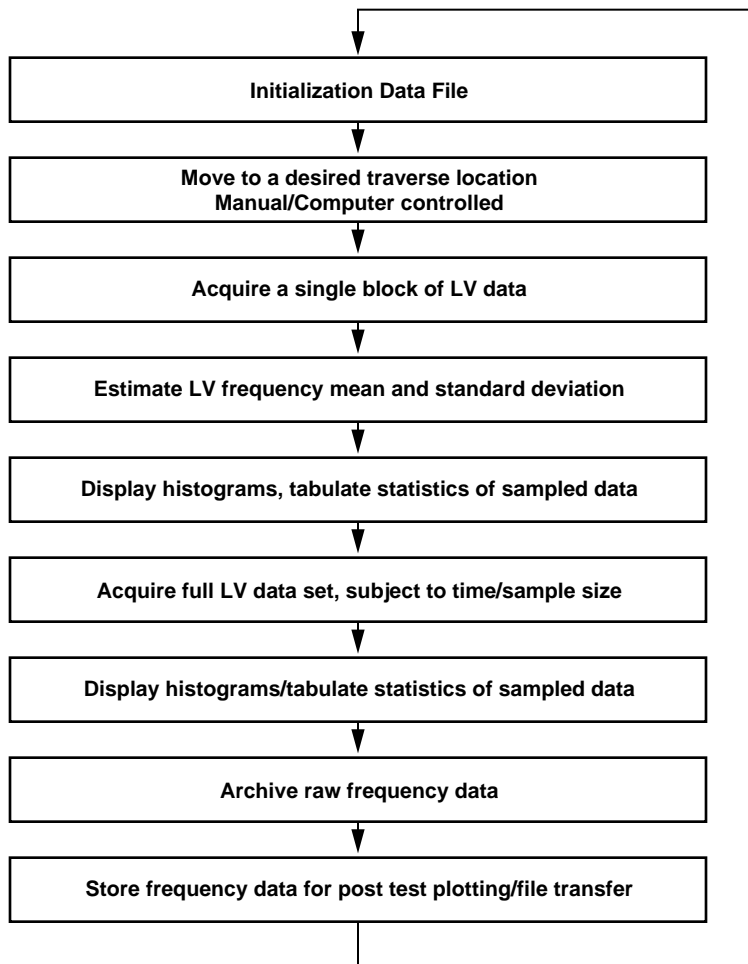 Initialization Data File
Move to a desired traverse location
Manual/Computer controlled
Acquire a single block of LV data
Estimate LV frequency mean and standard deviation
Display histograms, tabulate statistics of sampled data
Acquire full LV data set, subject to time/sample size
Display histograms/tabulate statistics of sampled data
Archive raw frequency data
Store frequency data for post test plotting/file transfer